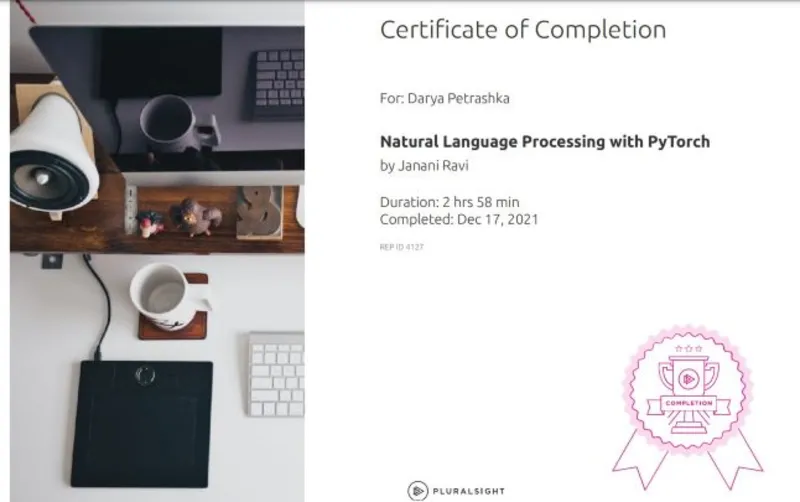 Certificate of Completion
For: Darya Petrashka
Natural Language Processing with PyTorch
by Janani Ravi
Duration: 2 hrs 58 min
Completed: Dec 17, 2021
REP ID 4127
COMPLETION
PLURALSIGHT